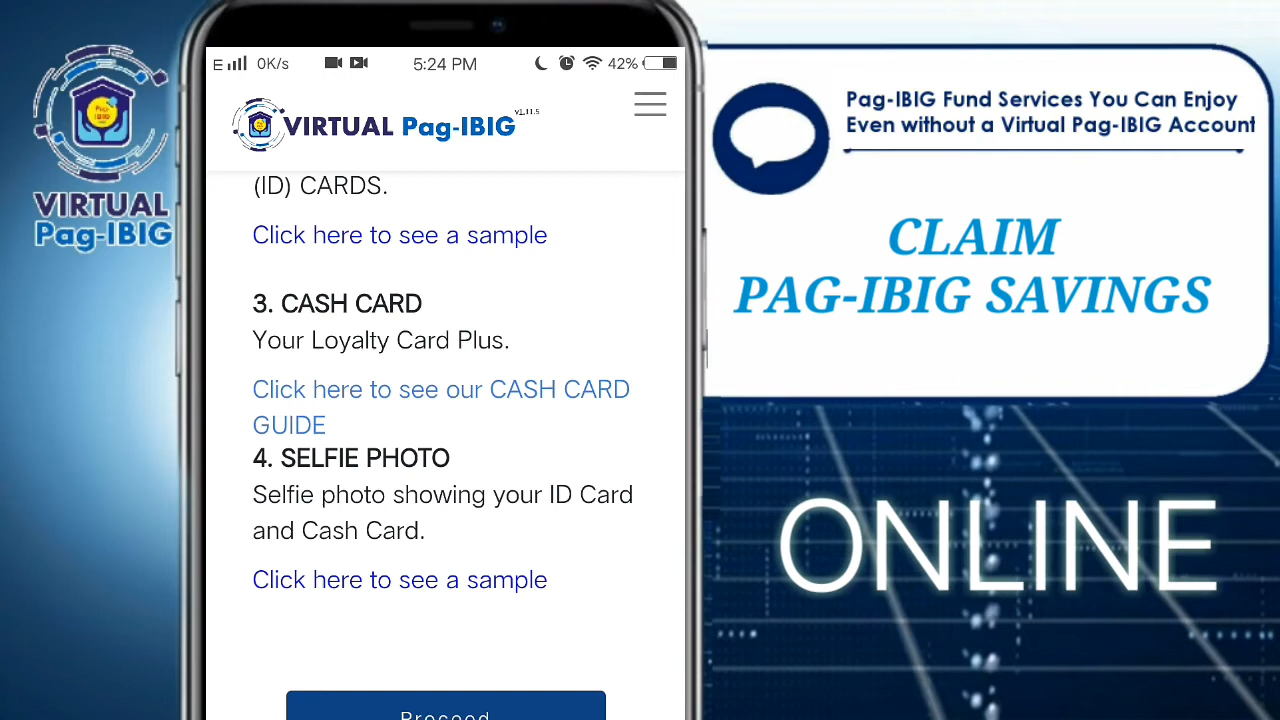 VIRTUAL
Pag-IBIG
E
0K/s
5:24 PM
42%
VIRTUAL Pag-IBIG
v1.11.5
(ID) CARDS.
Click here to see a sample
3. CASH CARD
Your Loyalty Card Plus.
Click here to see our CASH CARD
GUIDE
4. SELFIE PHOTO
Selfie photo showing your ID Card
and Cash Card.
Click here to see a sample
Proceed
Pag-IBIG Fund Services You Can Enjoy
Even without a Virtual Pag-IBIG Account
CLAIM
PAG-IBIG SAVINGS
ONLINE